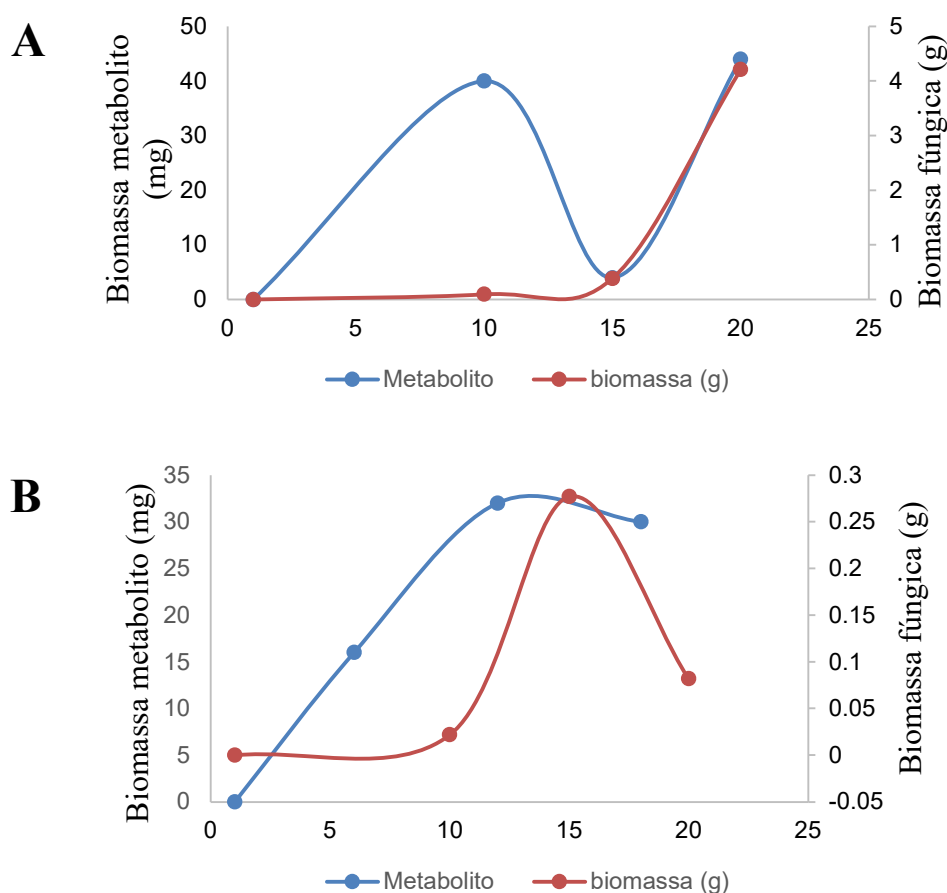 A
Biomassa metabolito
(mg)
50
40
30
20
10
0
5
4
3
2
1
0
Biomassa fúngica (g)
0 5 10 15 20 25
Metabolito biomassa (g)
B
Biomassa metabolito (mg)
35
30
25
20
15
10
5
0
0.3
0.25
0.2
0.15
0.1
0.05
0
-0.05
Biomassa fúngica (g)
0 5 10 15 20 25
Metabolito biomassa (g)